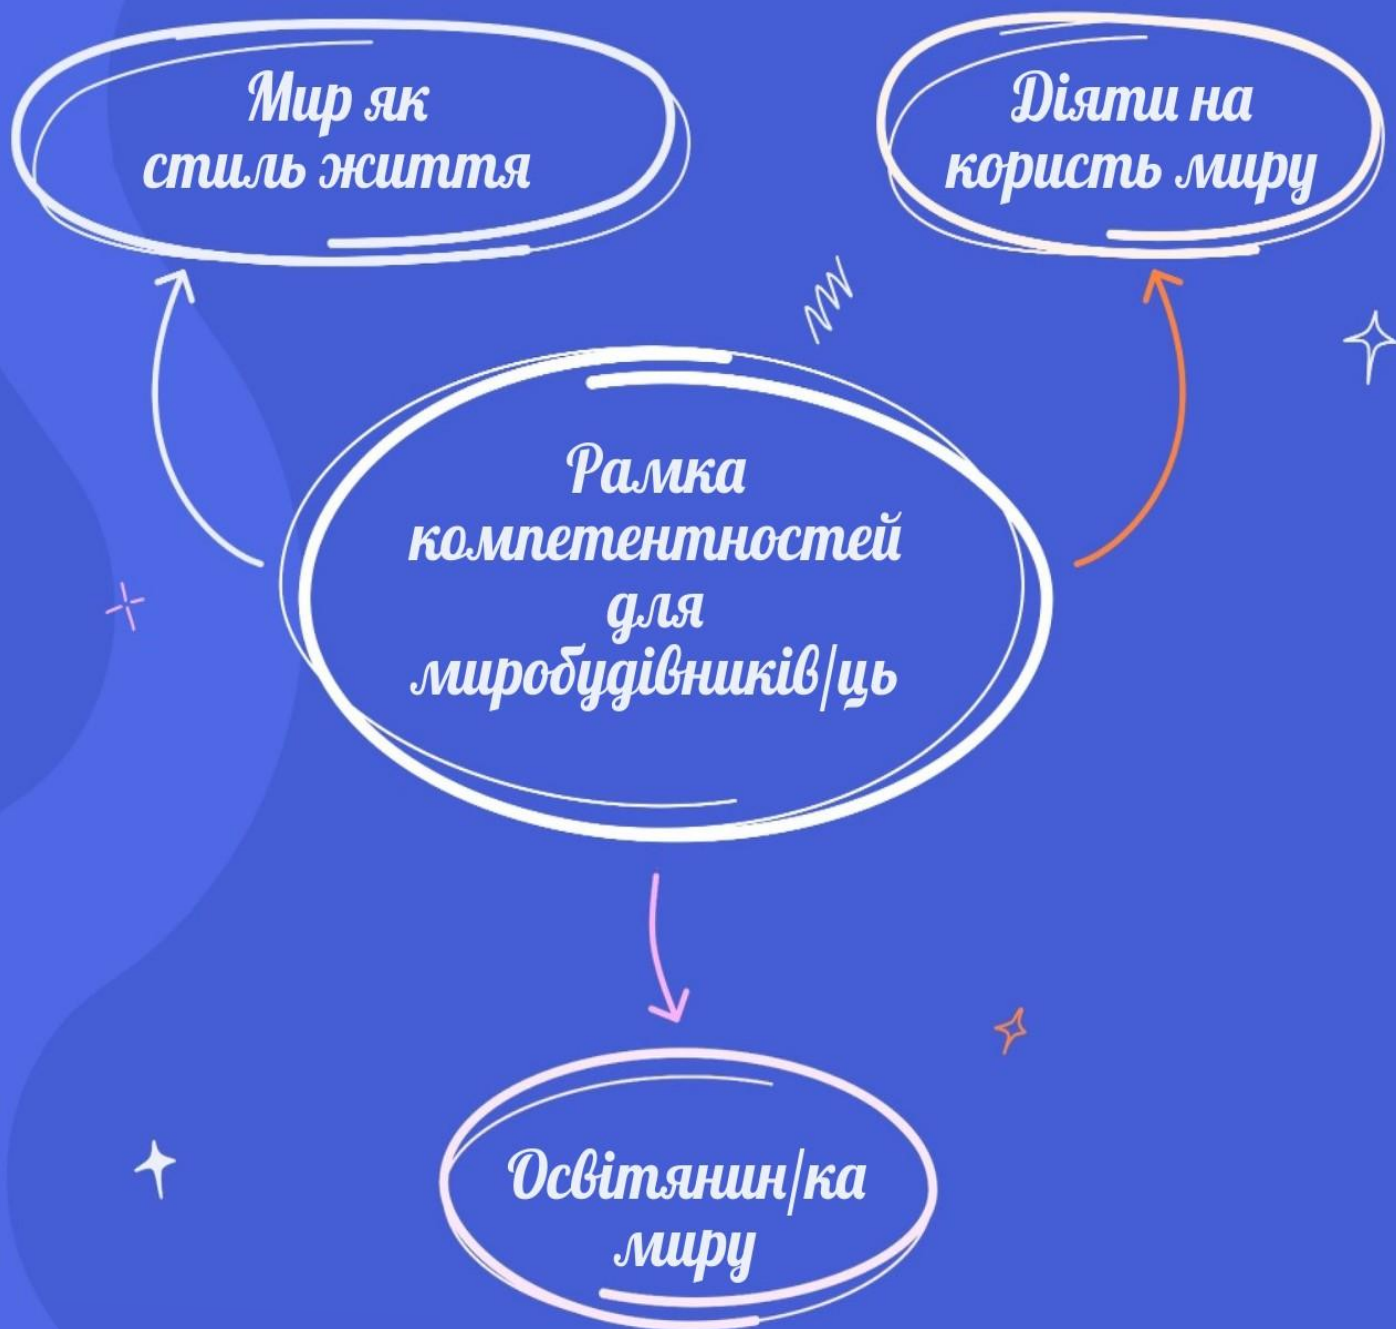 Мир як
стиль життя
Діяти на
користь миру
Рамка
компетентностей
для
миробудівників/ць
Освітянин/ка
миру